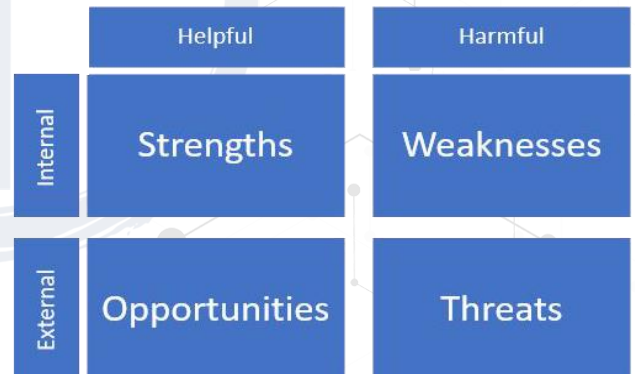 Helpful
Harmful
Internal
Strengths
Weaknesses
External
Opportunities
Threats